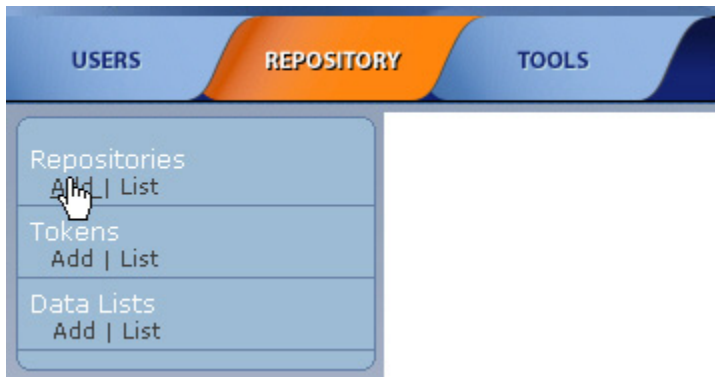 USERS REPOSITORY TOOLS
Repositories
Add | List
Tokens
Add | List
Data Lists
Add | List